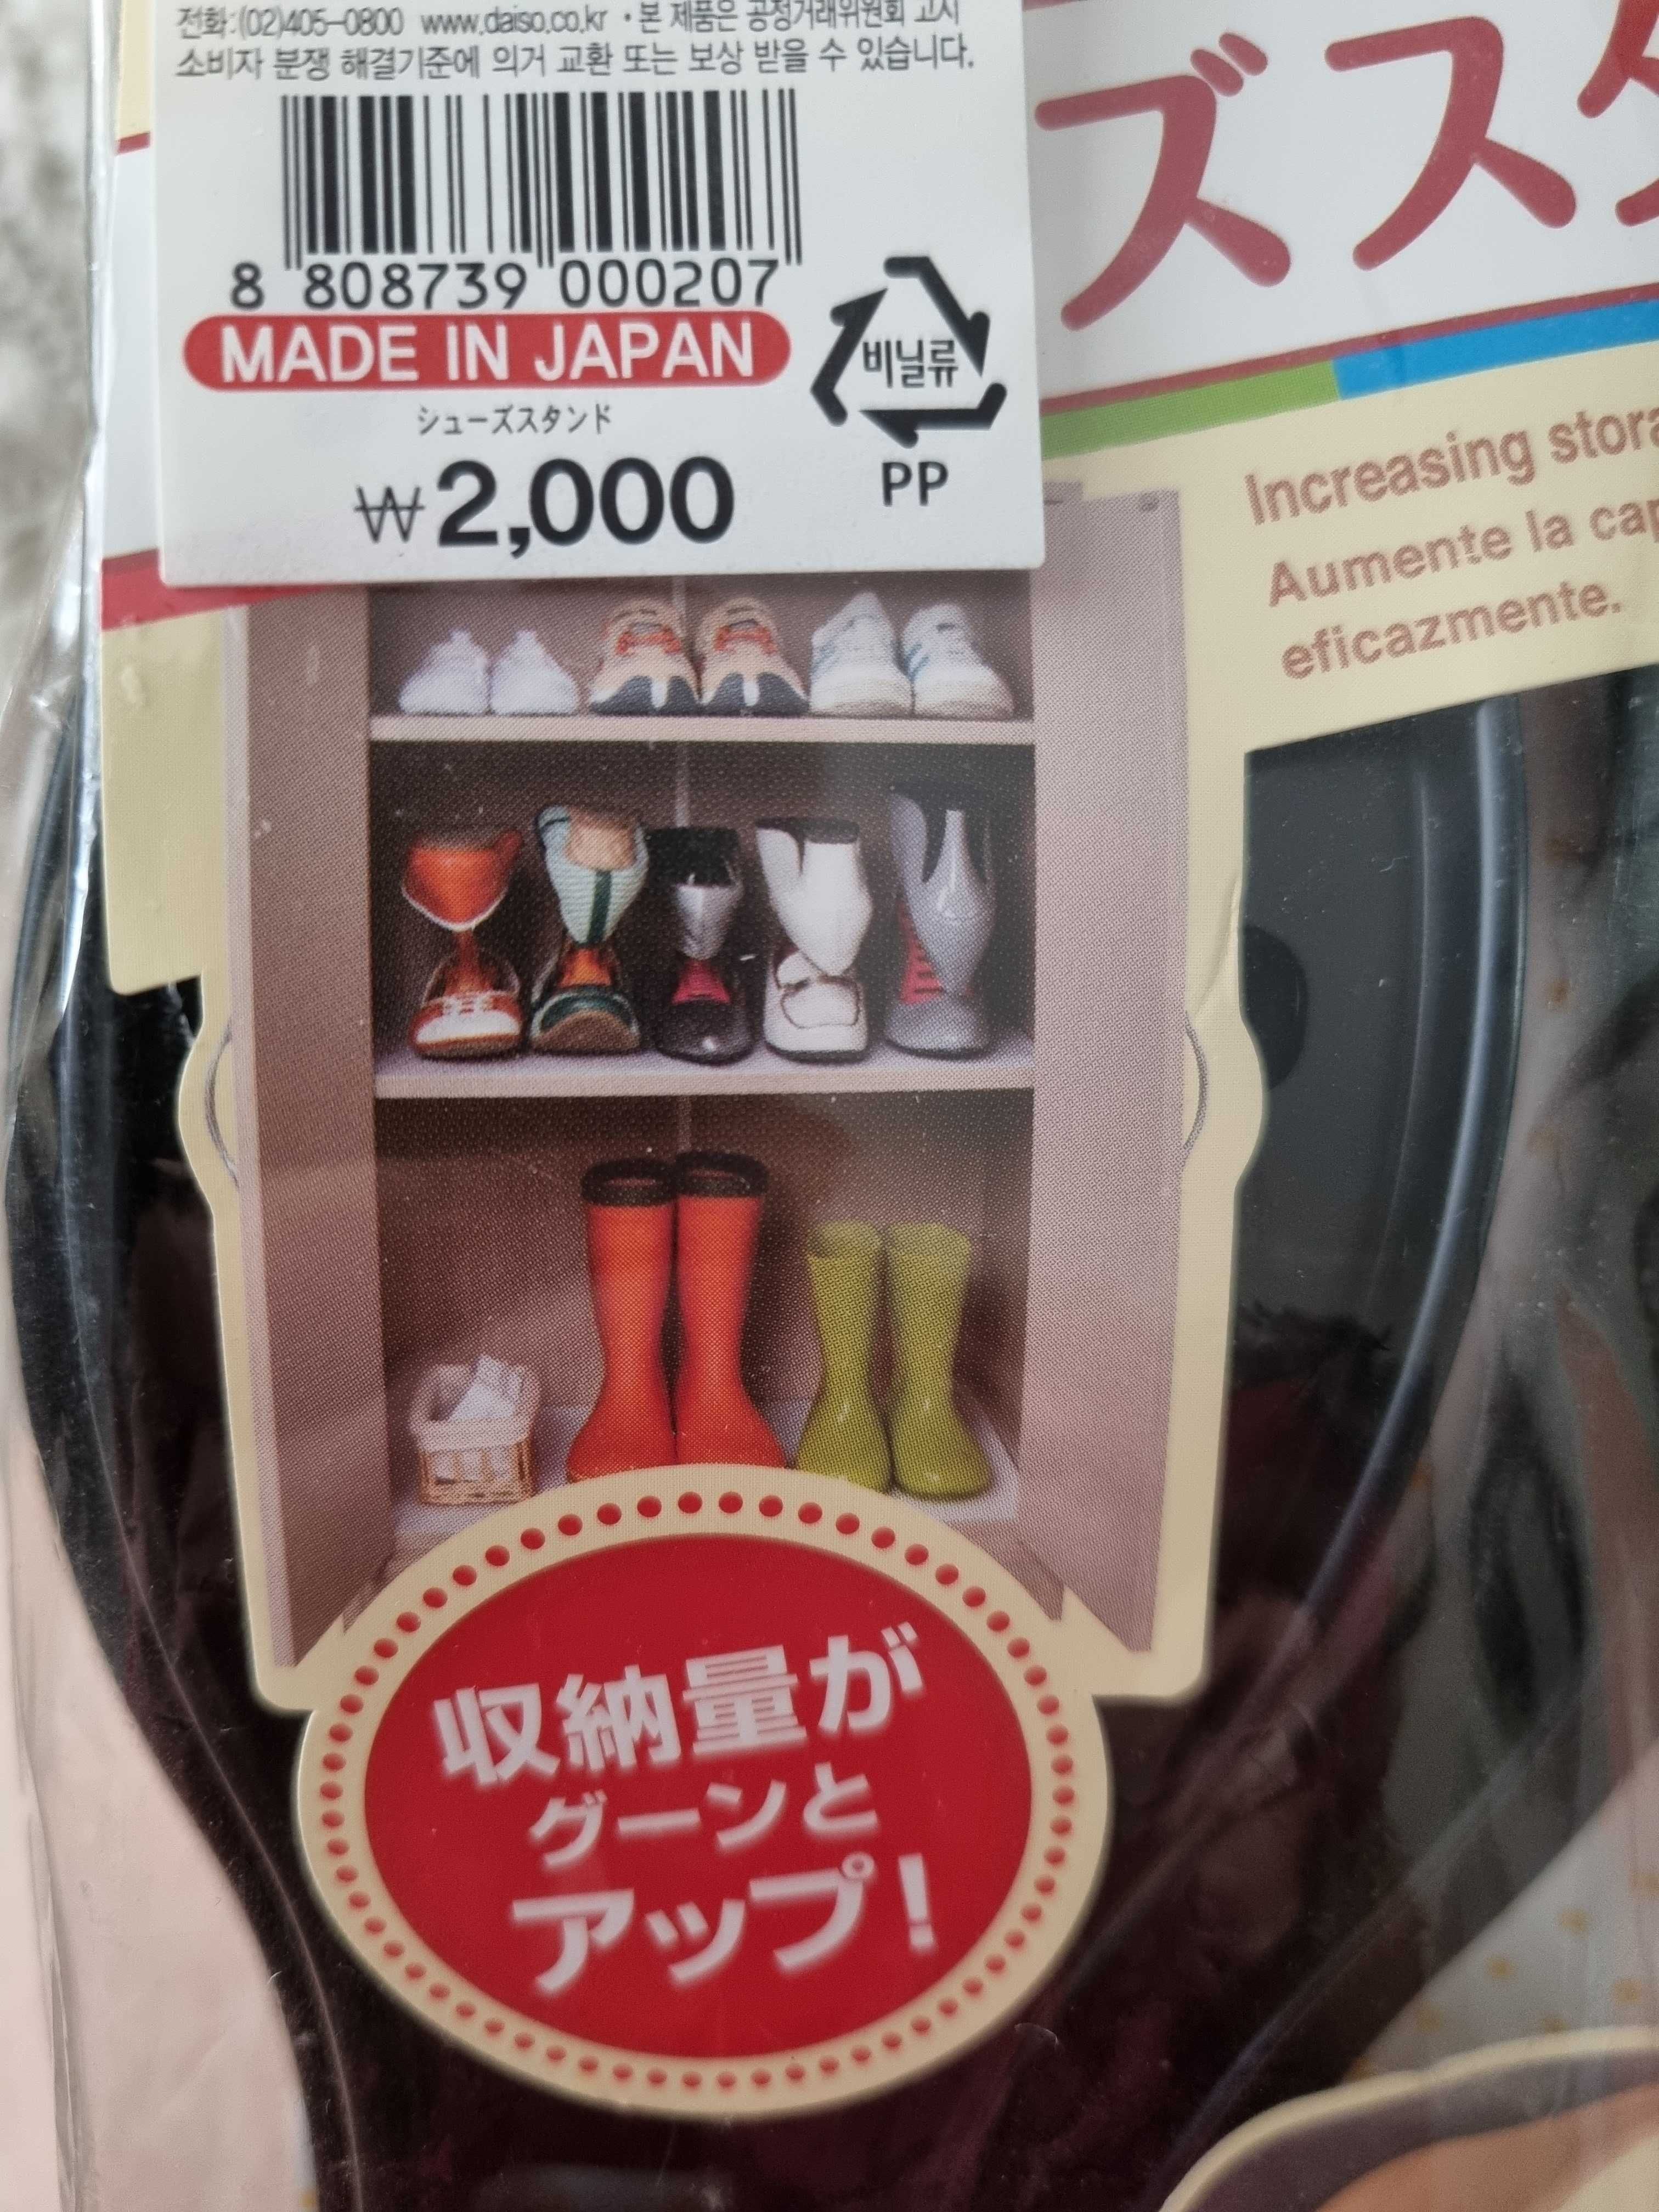 전화:(02)405-0800 www.daiso.co.kr · 본 제품은 공정거래위원회 고시
소비자 분쟁 해결기준에 의거 교환 또는 보상 받을 수 있습니다.
8 808739 000207
MADE IN JAPAN
シューズスタンド
₩2,000
비닐류
PP
ズスタ
Increasing stora
Aumente la cap
eficazmente.
収納量が
グーンと
アップ!